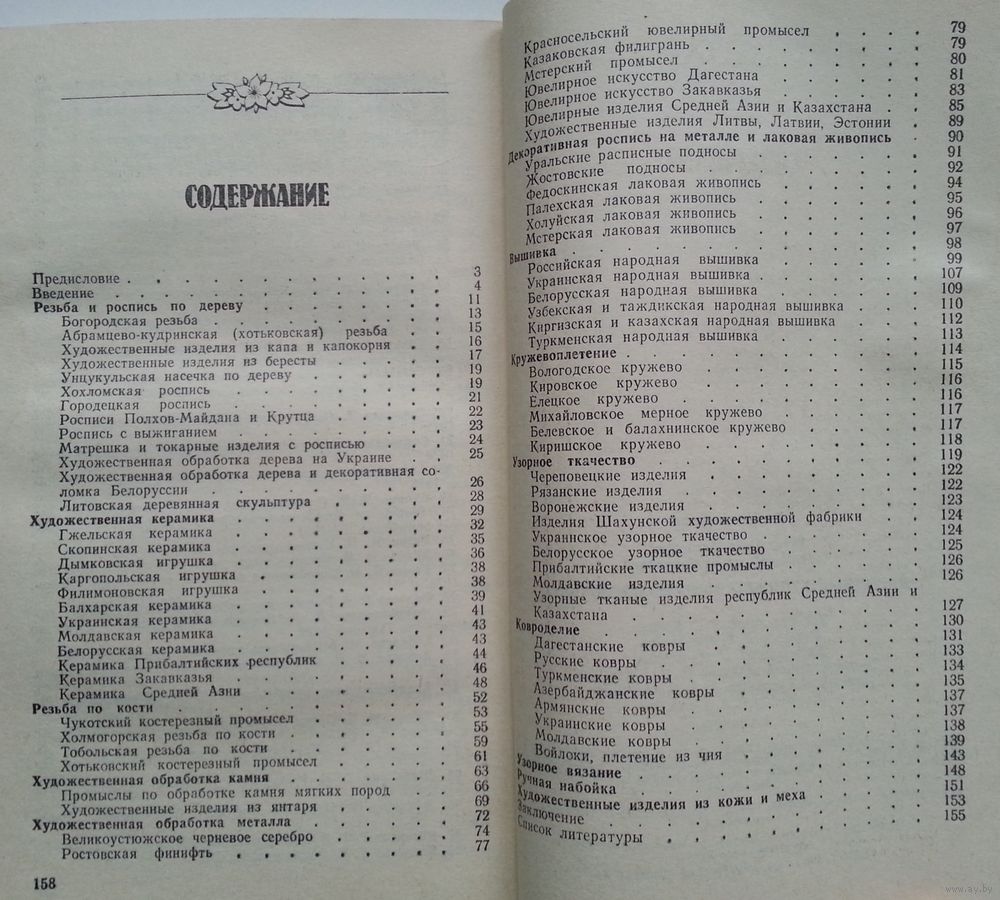 СОДЕРЖАНИЕ
Предисловие 3
Введение 4
Резьба и роспись по дереву 11
Богородская резьба 13
Абрамцево-кудринская (хотьковская) резьба 15
Художественные изделия из капа и капокорня 16
Художественные изделия из бересты 17
Унцукульская насечка по дереву 19
Хохломская роспись 19
Городецкая роспись 21
Росписи Полхов-Майдана и Крутца 22
Роспись с выжиганием 23
Матрешка и токарные изделия с росписью 24
Художественная обработка дерева на Украине 25
Художественная обработка дерева и декоративная со-
ломка Белоруссии 26
Литовская деревянная скульптура 28
Художественная керамика 29
Гжельская керамика 32
Скопинская керамика 35
Дымковская игрушка 36
Каргопольская игрушка 38
Филимоновская игрушка 38
Балхарская керамика 39
Украинская керамика 41
Молдавская керамика 43
Белорусская керамика 43
Керамика Прибалтийских республик 44
Керамика Закавказья 46
Керамика Средней Азии 48
Резьба по кости 52
Чукотский косторезный промысел 53
Холмогорская резьба по кости 55
Тобольская резьба по кости 59
Хотьковский косторезный промысел 61
Художественная обработка камня 63
Промыслы по обработке камня мягких пород 66
Художественные изделия из янтаря 69
Художественная обработка металла 72
Великоустюжское черневое серебро 74
Ростовская финифть 77
158
Красносельский ювелирный промысел 79
Казаковская филигрань 79
Мстерский промысел 80
Ювелирное искусство Дагестана 81
Ювелирное искусство Закавказья 83
Ювелирные изделия Средней Азии и Казахстана 85
Художественные изделия Литвы, Латвии, Эстонии 89
Декоративная роспись на металле и лаковая живопись 90
Уральские расписные подносы 91
Жостовские подносы 92
Федоскинская лаковая живопись 94
Палехская лаковая живопись 95
Холуйская лаковая живопись 96
Мстерская лаковая живопись 97
Вышивка 98
Российская народная вышивка 99
Украинская народная вышивка 107
Белорусская народная вышивка 109
Узбекская и таджикская народная вышивка 110
Киргизская и казахская народная вышивка 112
Туркменская народная вышивка 113
Кружевоплетение 114
Вологодское кружево 115
Кировское кружево 116
Елецкое кружево 116
Михайловское мерное кружево 117
Белевское и балахнинское кружево 117
Киришское кружево 118
Узорное ткачество 119
Череповецкие изделия 122
Рязанские изделия 122
Воронежские изделия 123
Изделия Шахунской художественной фабрики 124
Украинское узорное ткачество 124
Белорусское узорное ткачество 125
Прибалтийские ткацкие промыслы 126
Молдавские изделия 126
Узорные тканые изделия республик Средней Азии и
Казахстана 127
Ковроделие 130
Дагестанские ковры 131
Русские ковры 133
Туркменские ковры 134
Азербайджанские ковры 135
Армянские ковры 137
Украинские ковры 137
Молдавские ковры 138
Войлоки, плетение из чия 139
Узорное вязание 143
Ручная набойка 148
Художественные изделия из кожи и меха 151
Заключение 153
Список литературы 155
www.ay.by